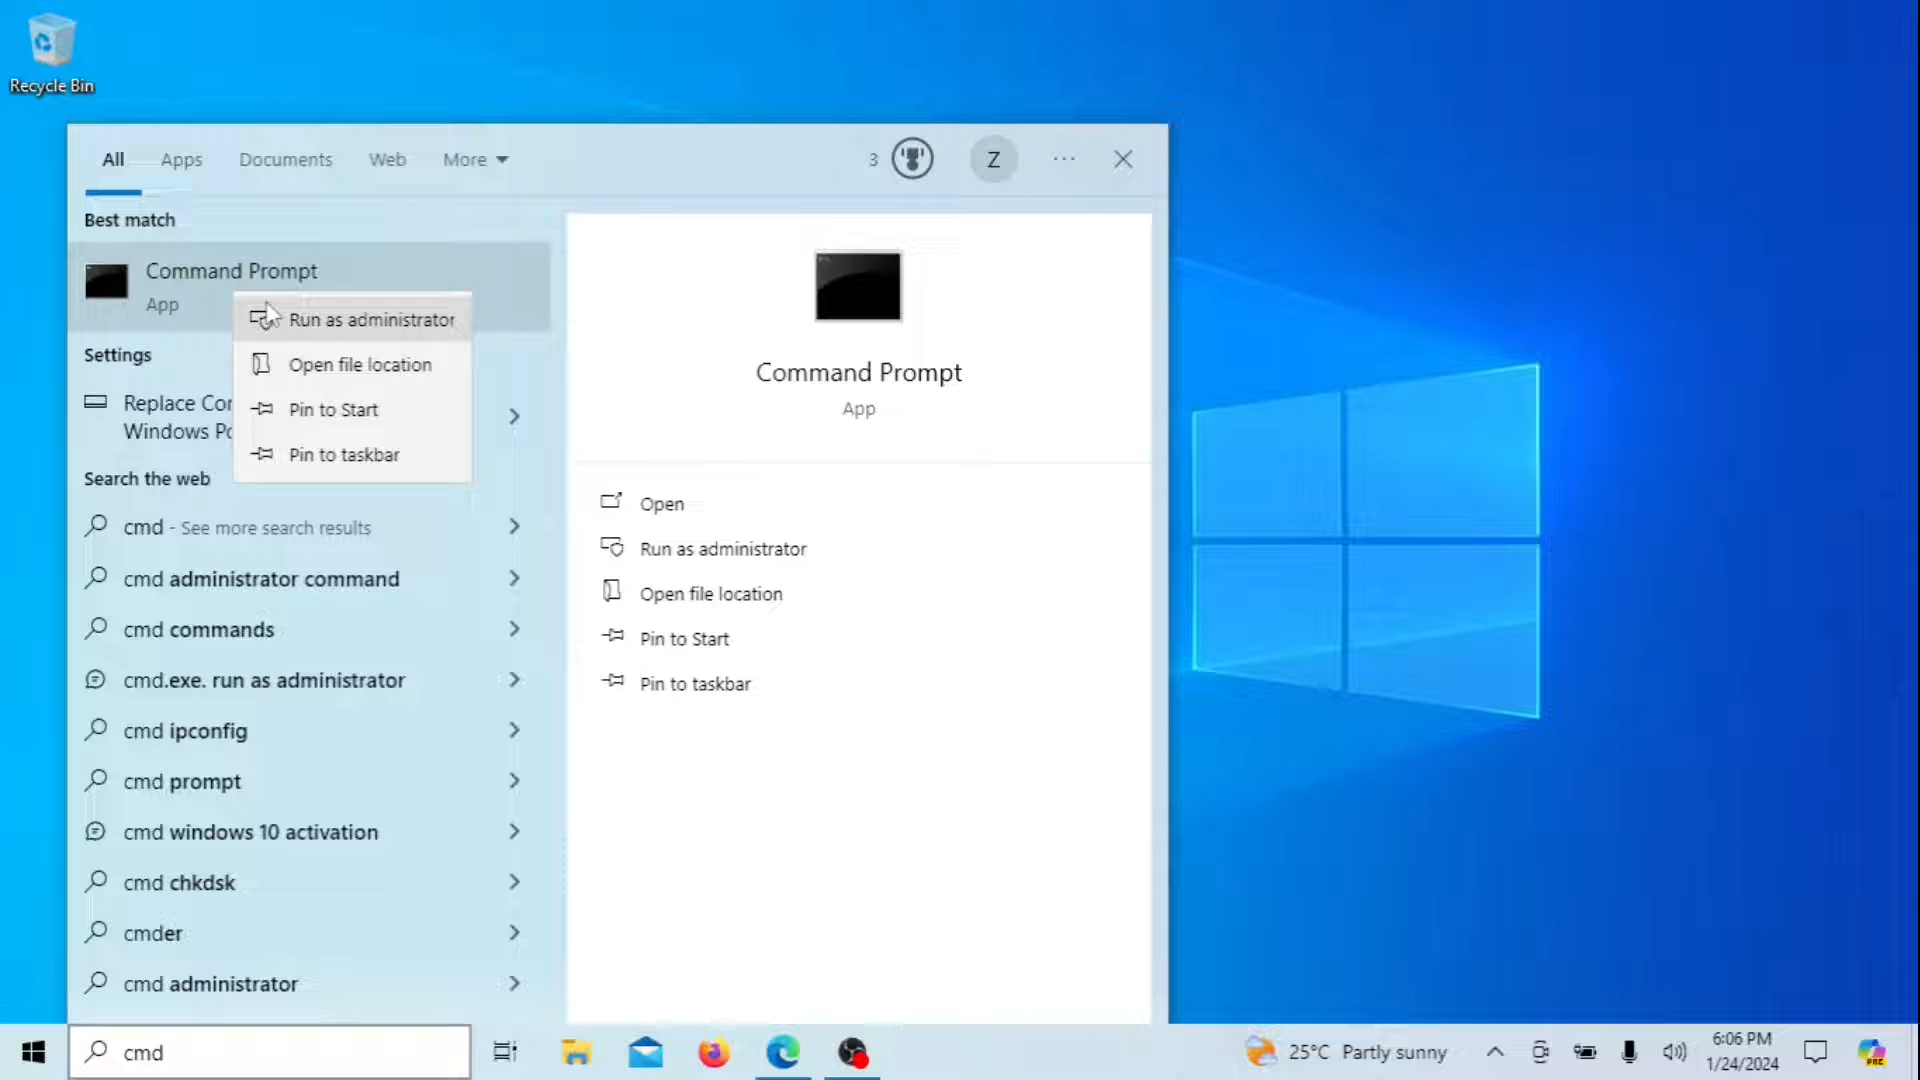 Recycle Bin
All
Apps
Documents
Web
More
3
Z
Best match
Command Prompt
App
Run as administrator
Open file location
Pin to Start
Pin to taskbar
Settings
Replace
Windows
Search the web
cmd - See more search results
cmd administrator command
cmd commands
cmd.exe. run as administrator
cmd ipconfig
cmd prompt
cmd windows 10 activation
cmd chkdsk
cmder
cmd administrator
Command Prompt
App
Open
Run as administrator
Open file location
Pin to Start
Pin to taskbar
cmd
25°C Partly sunny
6:06 PM
1/24/2024
PRE